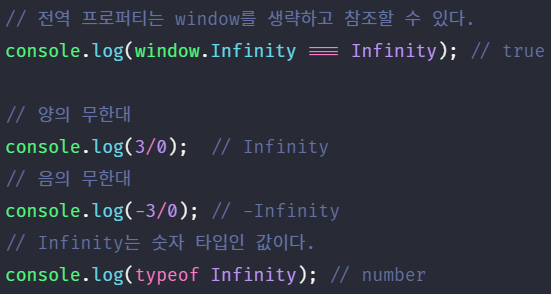 // 전역 프로퍼티는 window를 생략하고 참조할 수 있다.
console.log(window.Infinity === Infinity); // true
// 양의 무한대
console.log(3/0);  // Infinity
// 음의 무한대
console.log(-3/0); // -Infinity
// Infinity는 숫자 타입인 값이다.
console.log(typeof Infinity); // number